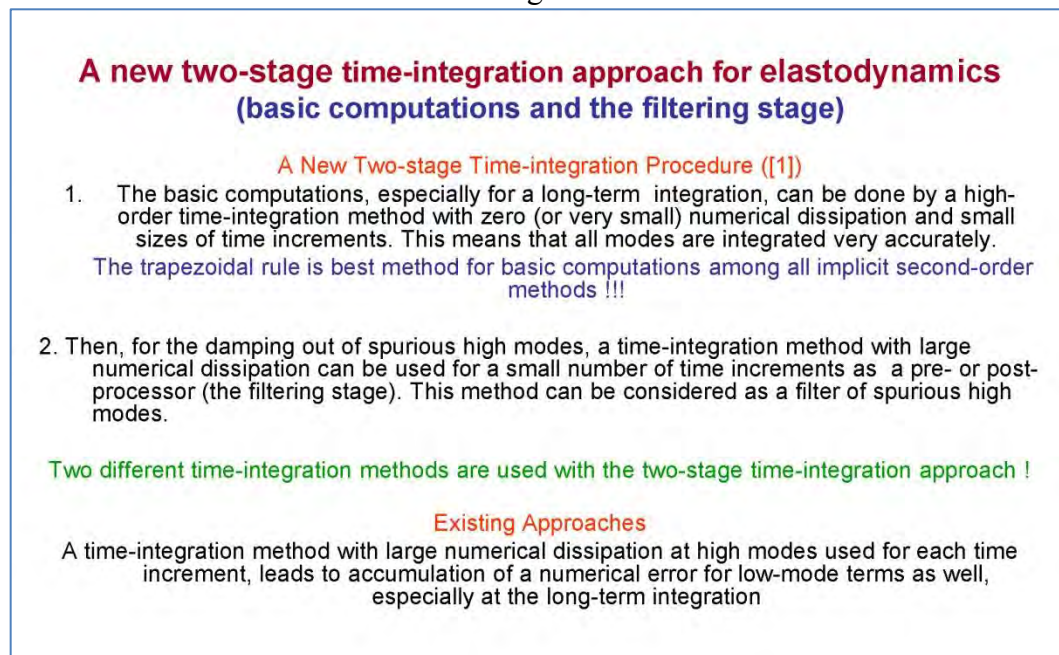 A new two-stage time-integration approach for elastodynamics
(basic computations and the filtering stage)
A New Two-stage Time-integration Procedure ([1])
1. The basic computations, especially for a long-term integration, can be done by a high-
order time-integration method with zero (or very small) numerical dissipation and small
sizes of time increments. This means that all modes are integrated very accurately.
The trapezoidal rule is best method for basic computations among all implicit second-order
methods !!!
2. Then, for the damping out of spurious high modes, a time-integration method with large
numerical dissipation can be used for a small number of time increments as a pre- or post-
processor (the filtering stage). This method can be considered as a filter of spurious high
modes.
Two different time-integration methods are used with the two-stage time-integration approach !
Existing Approaches
A time-integration method with large numerical dissipation at high modes used for each time
increment, leads to accumulation of a numerical error for low-mode terms as well,
especially at the long-term integration